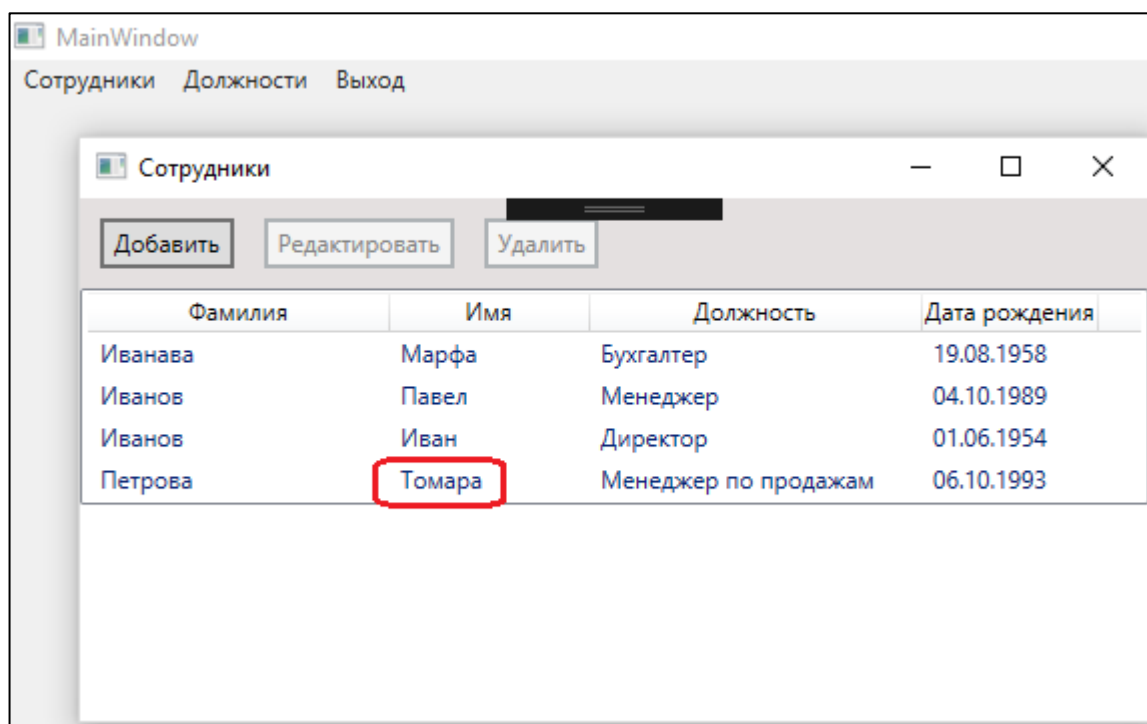 MainWindow
Сотрудники Должности Выход
Сотрудники
Добавить Редактировать Удалить
Фамилия Имя Должность Дата рождения
Иванава Марфа Бухгалтер 19.08.1958
Иванов Павел Менеджер 04.10.1989
Иванов Иван Директор 01.06.1954
Петрова Томара Менеджер по продажам 06.10.1993